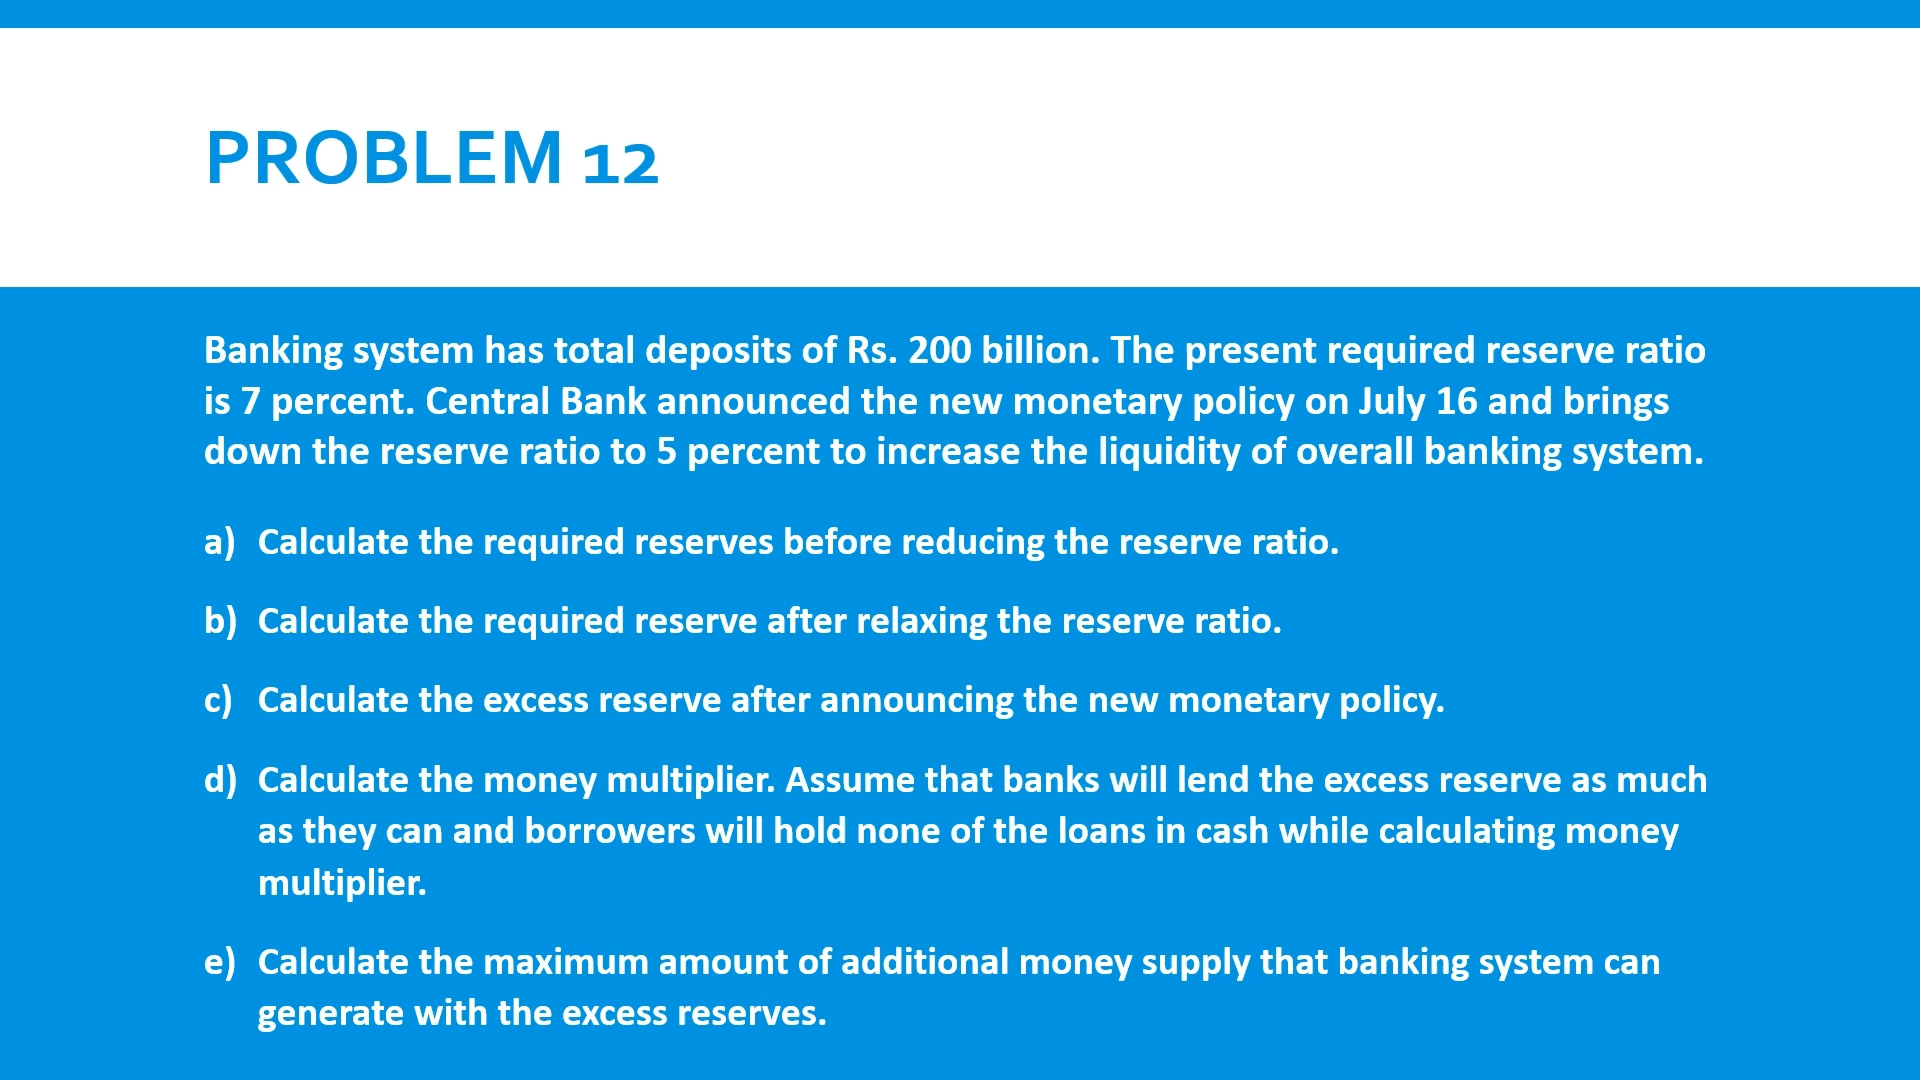 PROBLEM 12
Banking system has total deposits of Rs. 200 billion. The present required reserve ratio
is 7 percent. Central Bank announced the new monetary policy on July 16 and brings
down the reserve ratio to 5 percent to increase the liquidity of overall banking system.
a) Calculate the required reserves before reducing the reserve ratio.
b) Calculate the required reserve after relaxing the reserve ratio.
c) Calculate the excess reserve after announcing the new monetary policy.
d) Calculate the money multiplier. Assume that banks will lend the excess reserve as much
as they can and borrowers will hold none of the loans in cash while calculating money
multiplier.
e) Calculate the maximum amount of additional money supply that banking system can
generate with the excess reserves.